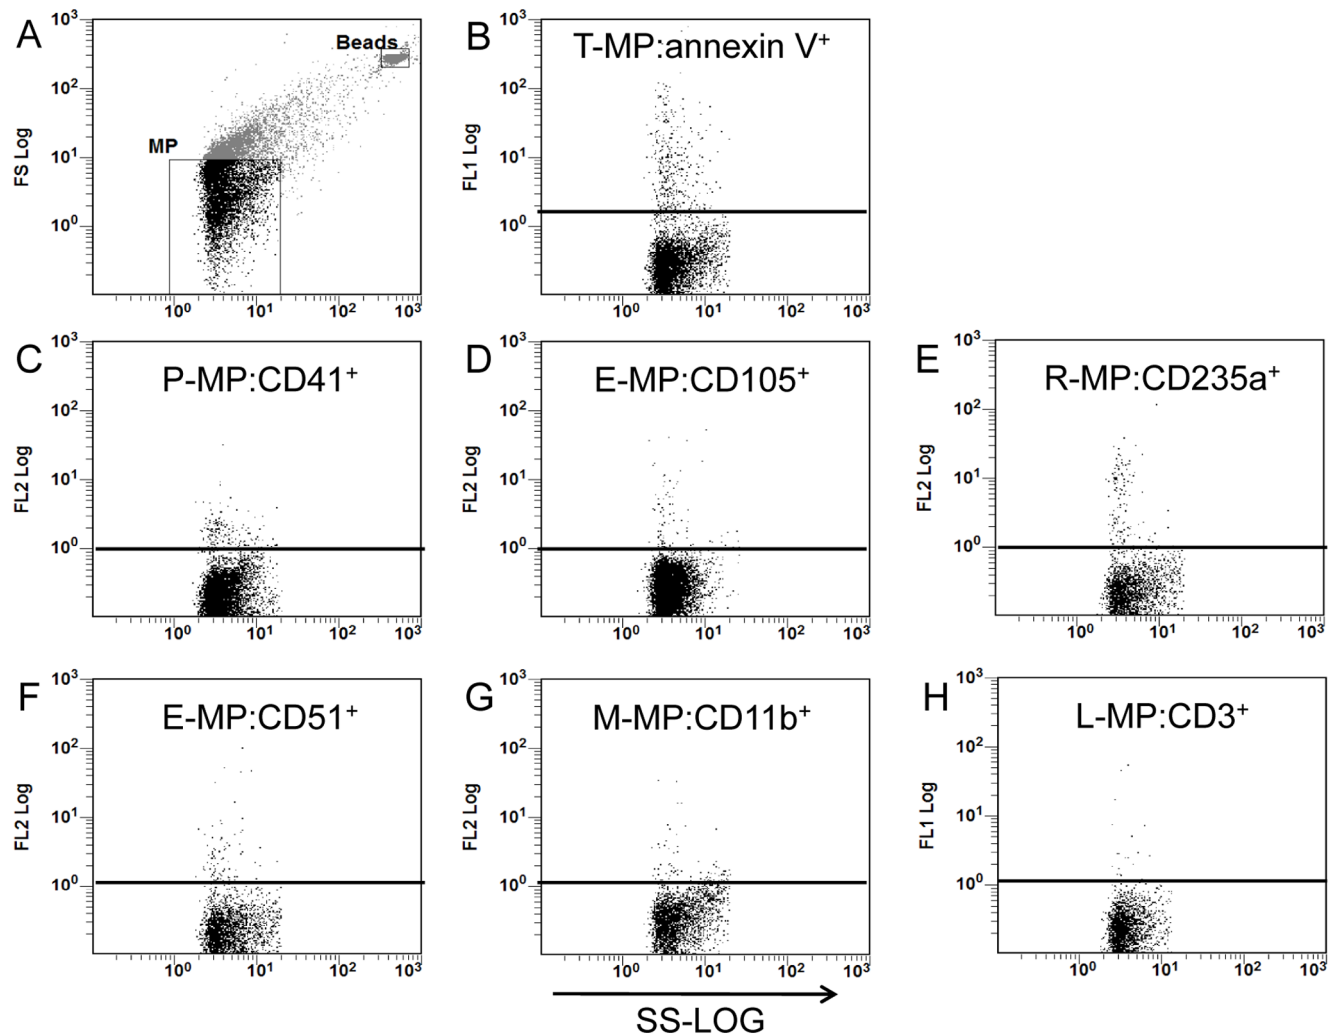 A
10³
10²
10¹
10⁰
FS Log
Beads
MP
10⁰ 10¹ 10² 10³
B
T-MP:annexin V⁺
10³
10²
10¹
10⁰
FL1 Log
10⁰ 10¹ 10² 10³
C
P-MP:CD41⁺
10³
10²
10¹
10⁰
FL2 Log
10⁰ 10¹ 10² 10³
D
E-MP:CD105⁺
10³
10²
10¹
10⁰
FL2 Log
10⁰ 10¹ 10² 10³
E
R-MP:CD235a⁺
10³
10²
10¹
10⁰
FL2 Log
10⁰ 10¹ 10² 10³
F
E-MP:CD51⁺
10³
10²
10¹
10⁰
FL2 Log
10⁰ 10¹ 10² 10³
G
M-MP:CD11b⁺
10³
10²
10¹
10⁰
FL2 Log
10⁰ 10¹ 10² 10³
H
L-MP:CD3⁺
10³
10²
10¹
10⁰
FL1 Log
10⁰ 10¹ 10² 10³
SS-LOG